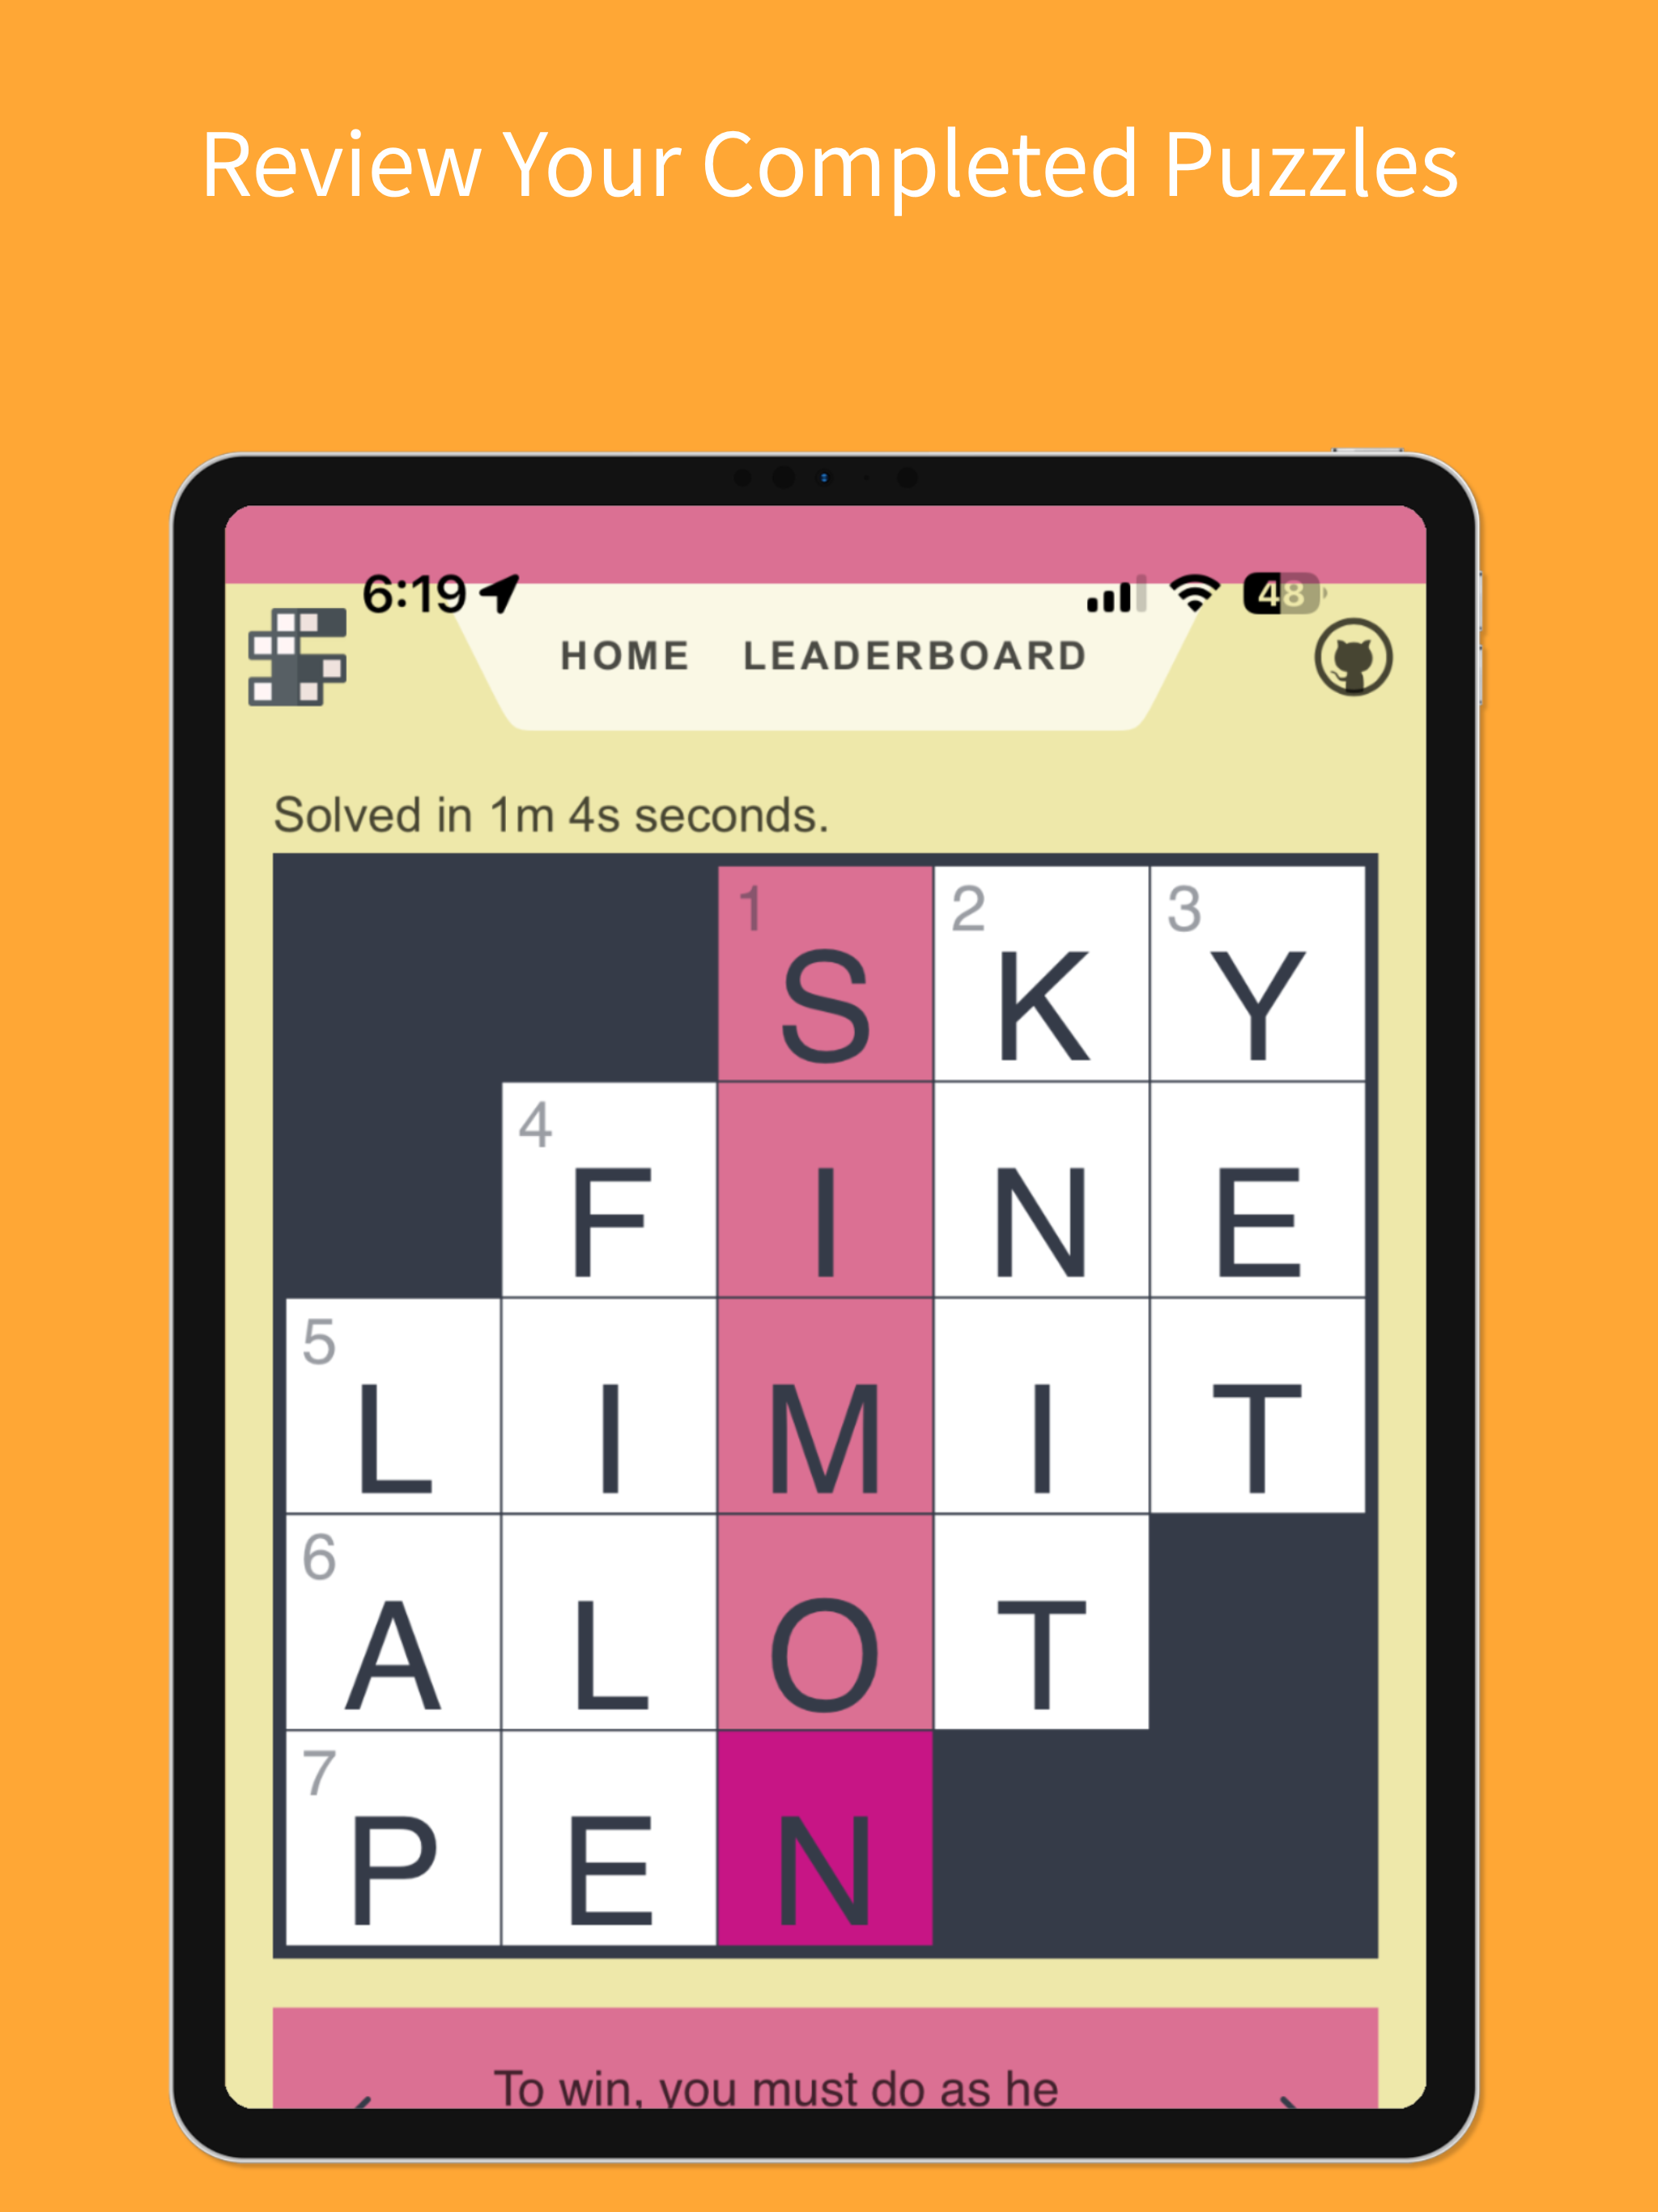 Review Your Completed Puzzles
6:19 48
HOME LEADERBOARD
Solved in 1m 4s seconds.
1 S 2 K 3 Y
4 F I N E
5 L I M I T
6 A L O T
7 P E N
To win, you must do as he